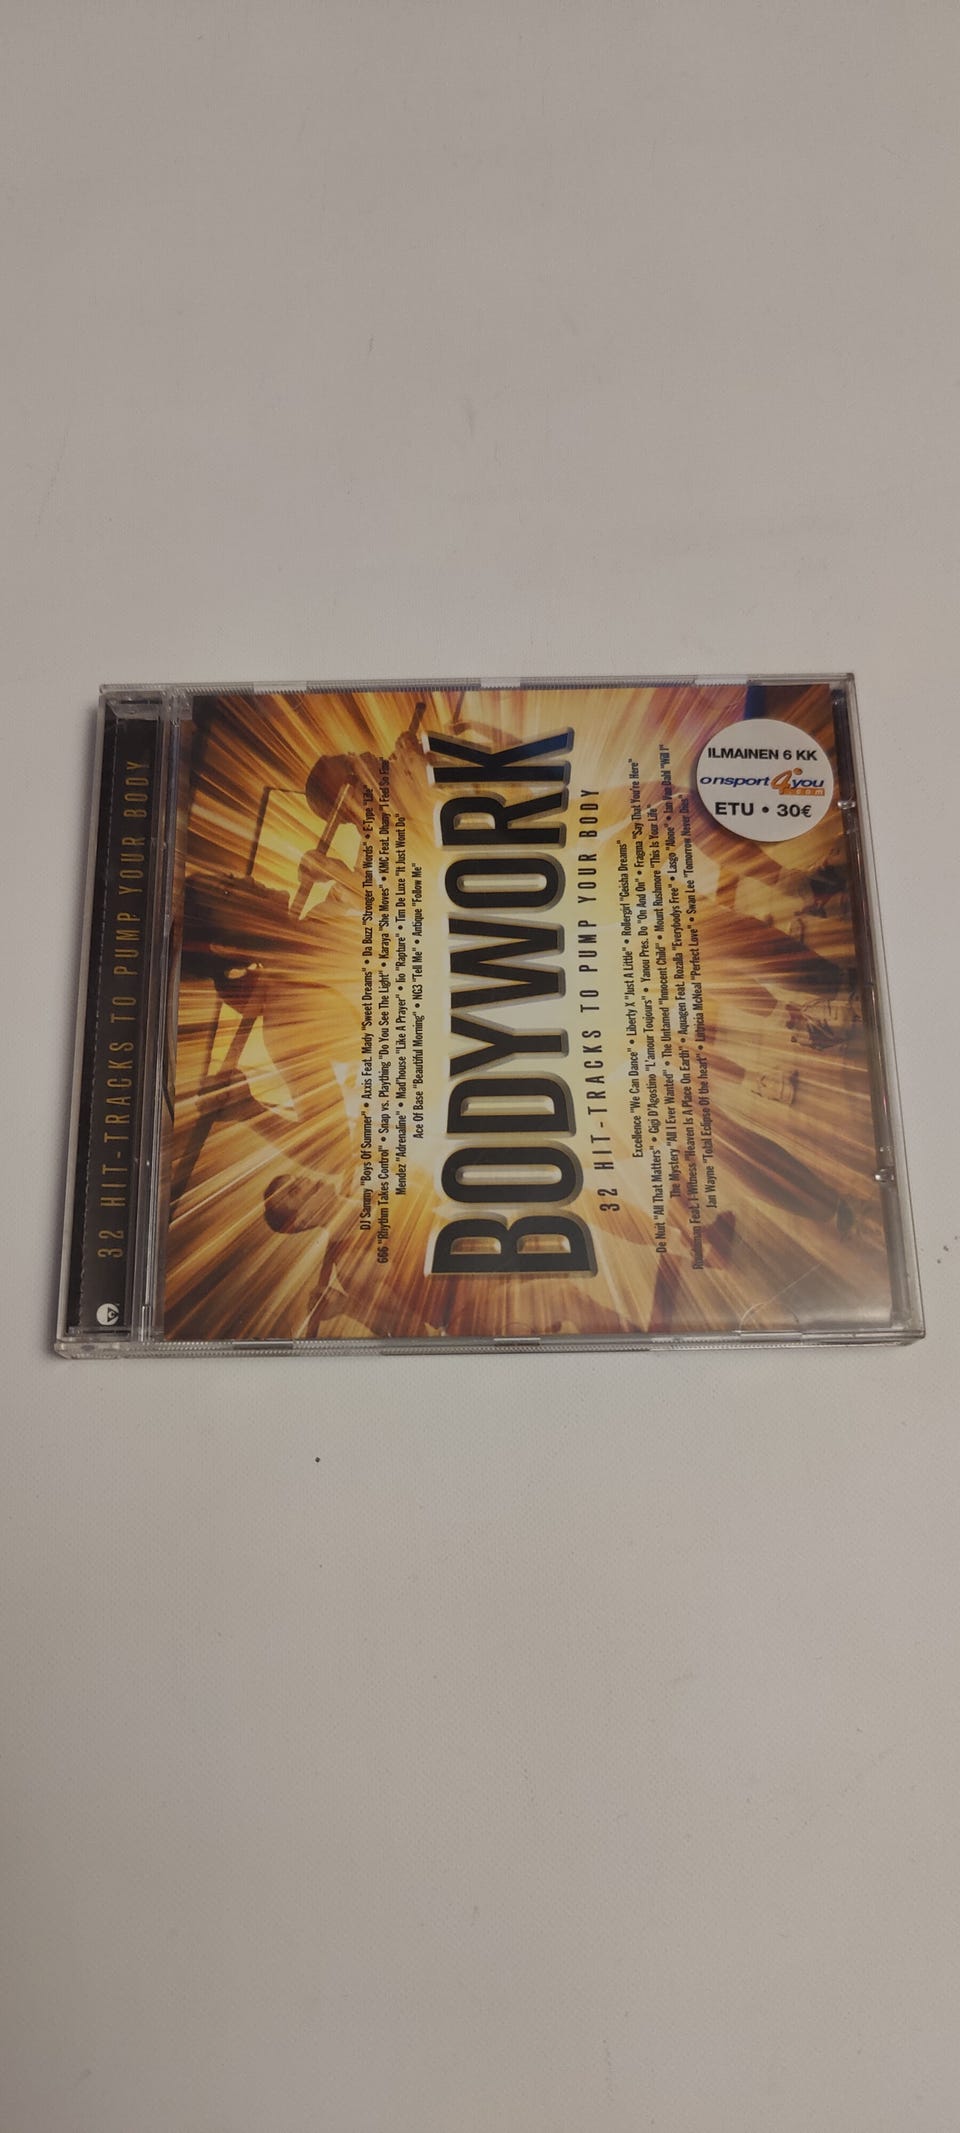 32 HIT-TRACKS TO PUMP YOUR BODY
DJ Sammy "Boys Of Summer" • Axxis Feat. Mady "Sweet Dreams" • Da Buzz "Stronger Than Words" • E-Type "Life"
666 "Rhythm Takes Control" • Snap vs. Plaything "Do You See The Light" • Karaya "She Moves" • KMC Feat. Dhany "I Feel So Fine"
Mendez "Adrenaline" • Mad'house "Like A Prayer" • Iio "Rapture" • Tim De Luxe "It Just Wont Do"
Ace Of Base "Beautiful Morning" • NG3 "Tell Me" • Antique "Follow Me"
BODYWORK
32 HIT-TRACKS TO PUMP YOUR BODY
Excellence "We Can Dance" • Liberty X "Just A Little" • Rollergirl "Geisha Dreams"
De Nuit "All That Matters" • Gigi D'Agostino "L'amour Toujours" • Yanou Pres. Do "On And On" • Fragma "Say That You're Here"
The Mystery "All I Ever Wanted" • The Untamed "Innocent Child" • Mount Rushmore "This Is Your Life"
Feat. I-Witness "Heaven Is A Place On Earth" • Aquagen Feat. Rozalla "Everybodys Free" • Lasgo "Alone" • Ian Van Dahl "Will I"
Jan Wayne "Total Eclipse Of the heart" • Lutricia McNeal "Perfect Love" • Swan Lee "Tomorrow Never Dies"
ILMAINEN 6 KK
onsport4you
.com
ETU • 30€